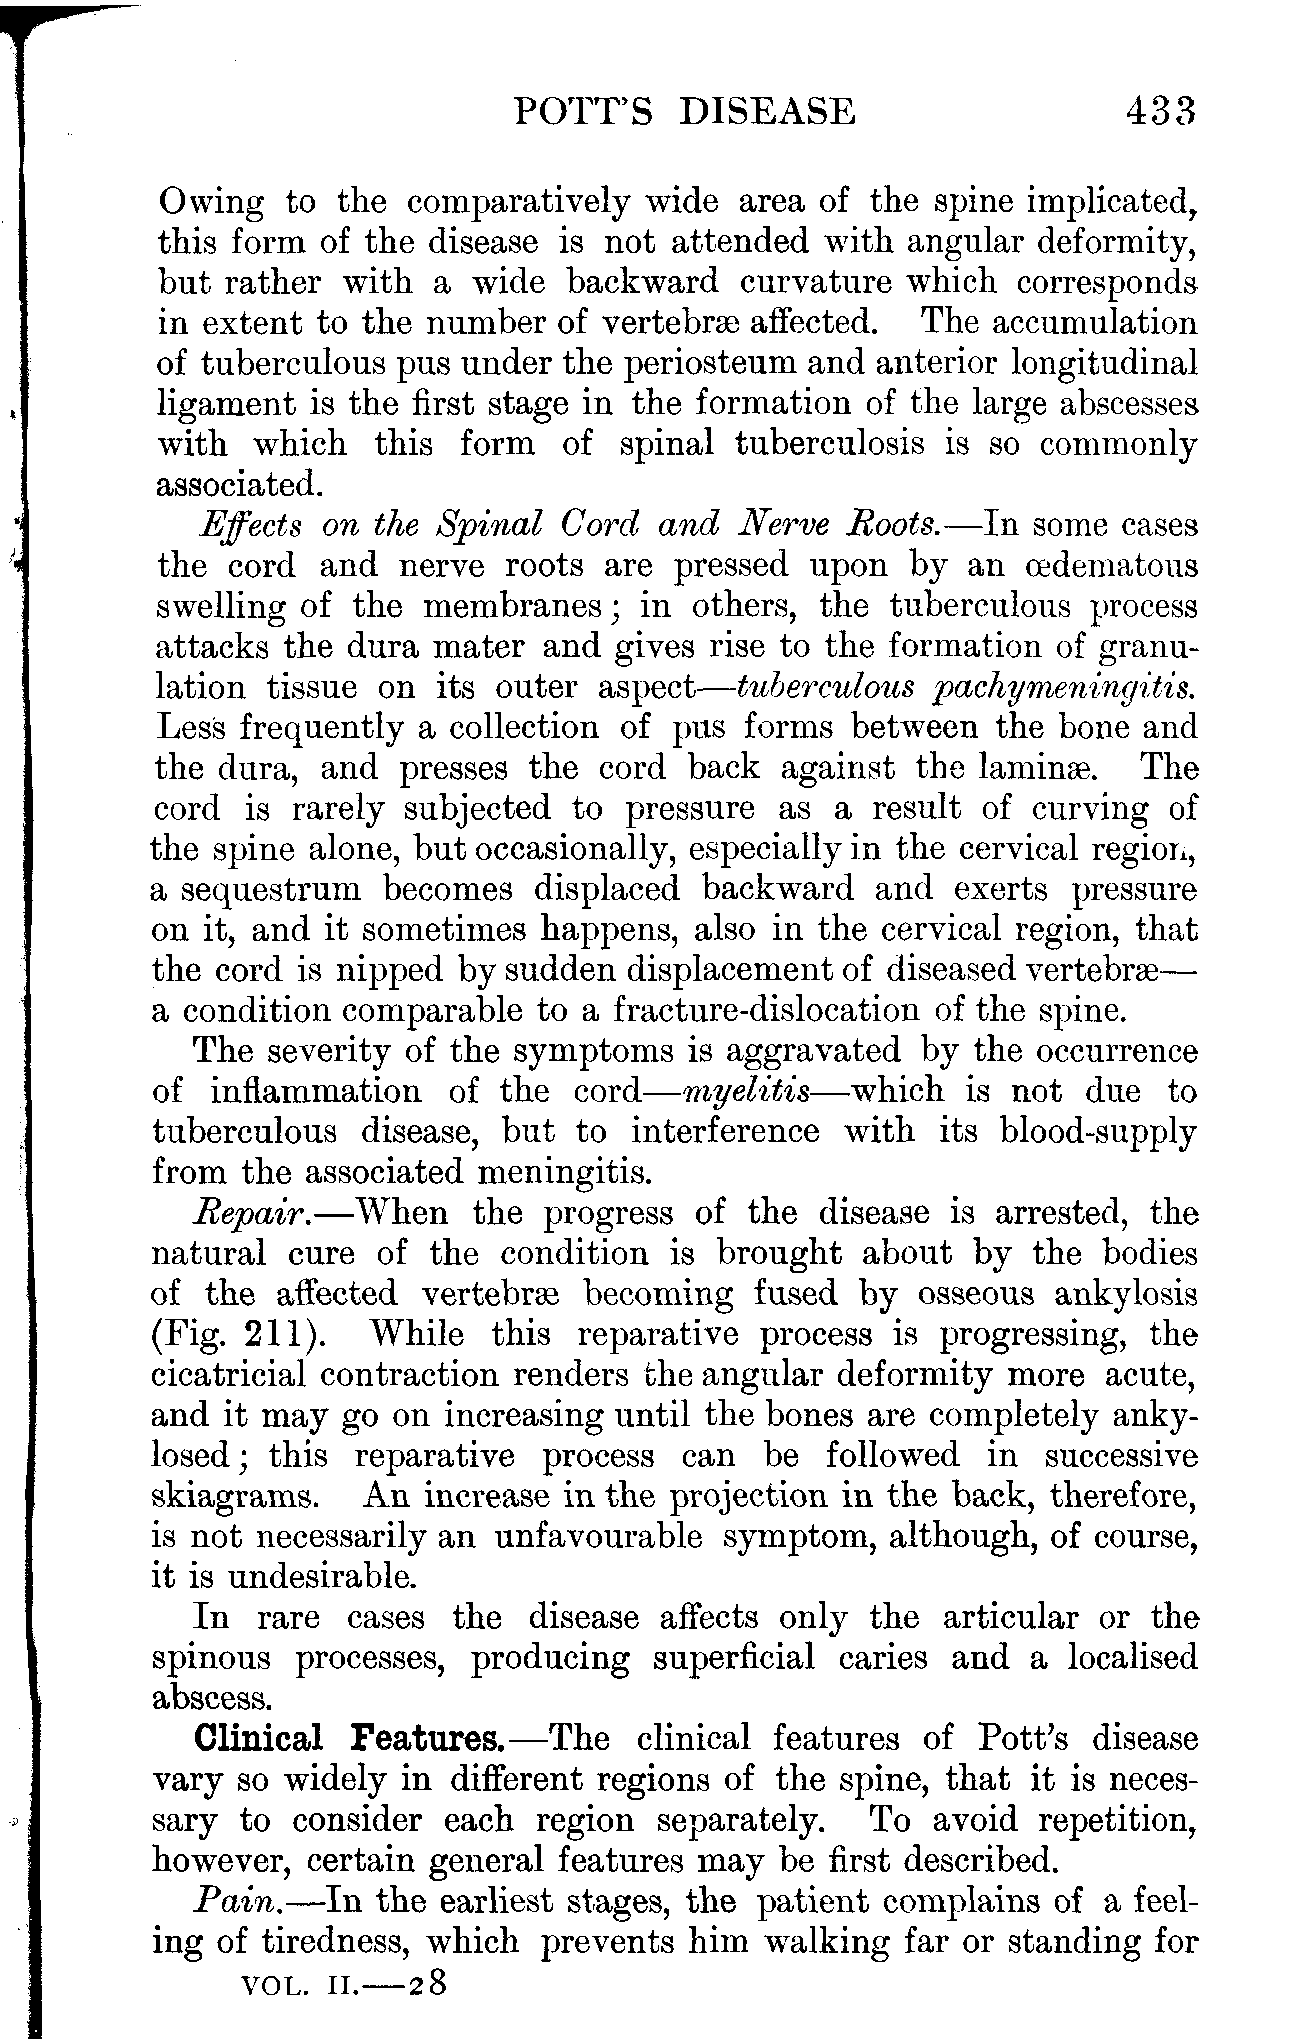 POTT'S DISEASE 433
Owing to the comparatively wide area of the spine implicated,
this form of the disease is not attended with angular deformity,
but rather with a wide backward curvature which corresponds
in extent to the number of vertebræ affected. The accumulation
of tuberculous pus under the periosteum and anterior longitudinal
ligament is the first stage in the formation of the large abscesses
with which this form of spinal tuberculosis is so commonly
associated.
Effects on the Spinal Cord and Nerve Roots.—In some cases
the cord and nerve roots are pressed upon by an œdematous
swelling of the membranes; in others, the tuberculous process
attacks the dura mater and gives rise to the formation of granu-
lation tissue on its outer aspect—tuberculous pachymeningitis.
Less frequently a collection of pus forms between the bone and
the dura, and presses the cord back against the laminæ. The
cord is rarely subjected to pressure as a result of curving of
the spine alone, but occasionally, especially in the cervical region,
a sequestrum becomes displaced backward and exerts pressure
on it, and it sometimes happens, also in the cervical region, that
the cord is nipped by sudden displacement of diseased vertebræ—
a condition comparable to a fracture-dislocation of the spine.
The severity of the symptoms is aggravated by the occurrence
of inflammation of the cord—myelitis—which is not due to
tuberculous disease, but to interference with its blood-supply
from the associated meningitis.
Repair.—When the progress of the disease is arrested, the
natural cure of the condition is brought about by the bodies
of the affected vertebræ becoming fused by osseous ankylosis
(Fig. 211). While this reparative process is progressing, the
cicatricial contraction renders the angular deformity more acute,
and it may go on increasing until the bones are completely anky-
losed; this reparative process can be followed in successive
skiagrams. An increase in the projection in the back, therefore,
is not necessarily an unfavourable symptom, although, of course,
it is undesirable.
In rare cases the disease affects only the articular or the
spinous processes, producing superficial caries and a localised
abscess.
Clinical Features.—The clinical features of Pott's disease
vary so widely in different regions of the spine, that it is neces-
sary to consider each region separately. To avoid repetition,
however, certain general features may be first described.
Pain.—In the earliest stages, the patient complains of a feel-
ing of tiredness, which prevents him walking far or standing for
VOL. II.—28